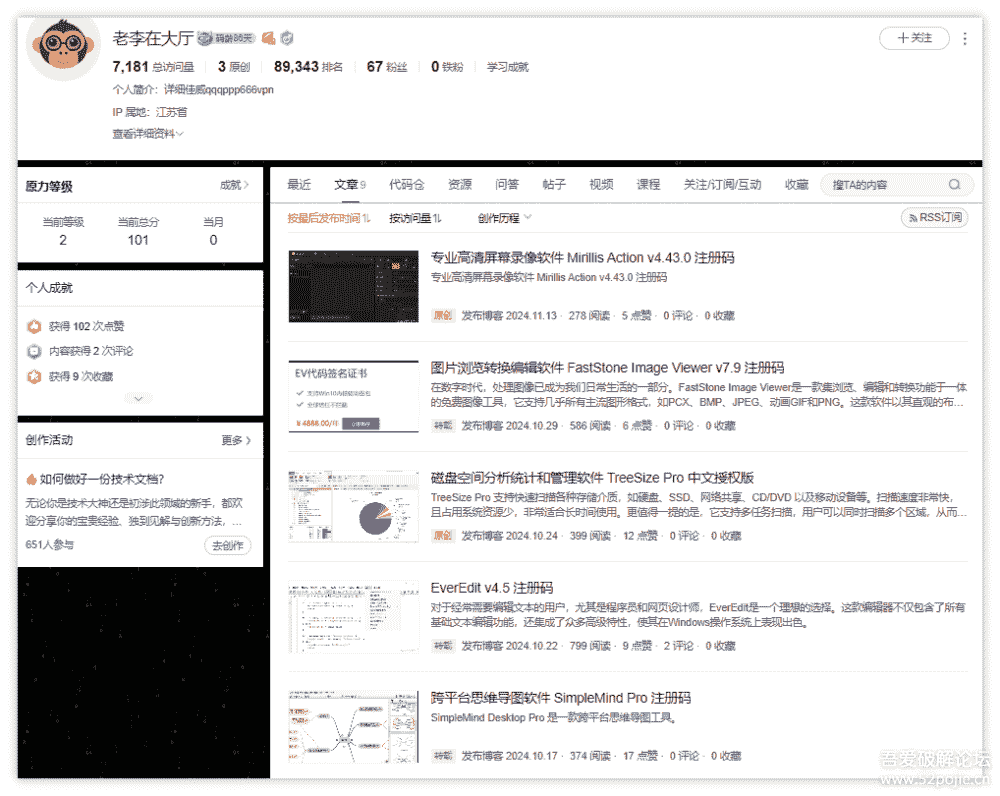 老李在大厅 码龄86天
＋关注
7,181 总访问量 3 原创 89,343 排名 67 粉丝 0 铁粉 学习成就
个人简介：详细佳威qqqppp666vpn
IP 属地：江苏省
查看详细资料
原力等级 成就
当前等级 当前总分 当月
2 101 0
个人成就
获得 102 次点赞
内容获得 2 次评论
获得 9 次收藏
创作活动 更多
如何做好一份技术文档?
无论你是技术大神还是初涉此领域的新手，都欢
迎分享你的宝贵经验、独到见解与创新方法，...
651人参与 去创作
最近 文章 9 代码仓 资源 问答 帖子 视频 课程 关注/订阅/互动 收藏 搜TA的内容
按最后发布时间 按访问量 创作历程 RSS订阅
专业高清屏幕录像软件 Mirillis Action v4.43.0 注册码
专业高清屏幕录像软件 Mirillis Action v4.43.0 注册码
原创 发布博客 2024.11.13 · 278 阅读 · 5 点赞 · 0 评论 · 0 收藏
EV代码签名证书
支持Win10内核驱动签名
¥4888.00/月
图片浏览转换编辑软件 FastStone Image Viewer v7.9 注册码
在数字时代，处理图像已成为我们日常生活的一部分。FastStone Image Viewer是一款集浏览、编辑和转换功能于一体
的免费图像工具，它支持几乎所有主流图形格式，如PCX、BMP、JPEG、动画GIF和PNG。这款软件以其直观的布...
转载 发布博客 2024.10.29 · 586 阅读 · 6 点赞 · 0 评论 · 0 收藏
磁盘空间分析统计和管理软件 TreeSize Pro 中文授权版
TreeSize Pro 支持快速扫描各种存储介质，如硬盘、SSD、网络共享、CD/DVD 以及移动设备等。扫描速度非常快，
且占用系统资源少，非常适合长时间使用。更值得一提的是，它支持多任务扫描，用户可以同时扫描多个区域，从而...
原创 发布博客 2024.10.24 · 399 阅读 · 12 点赞 · 0 评论 · 0 收藏
EverEdit v4.5 注册码
对于经常需要编辑文本的用户，尤其是程序员和网页设计师，EverEdit是一个理想的选择。这款编辑器不仅包含了所有
基础文本编辑功能，还集成了众多高级特性，使其在Windows操作系统上表现出色。
转载 发布博客 2024.10.22 · 799 阅读 · 9 点赞 · 2 评论 · 0 收藏
跨平台思维导图软件 SimpleMind Pro 注册码
SimpleMind Desktop Pro 是一款跨平台思维导图工具。
转载 发布博客 2024.10.17 · 374 阅读 · 17 点赞 · 0 评论 · 0 收藏
吾爱破解论坛
www.52pojie.cn